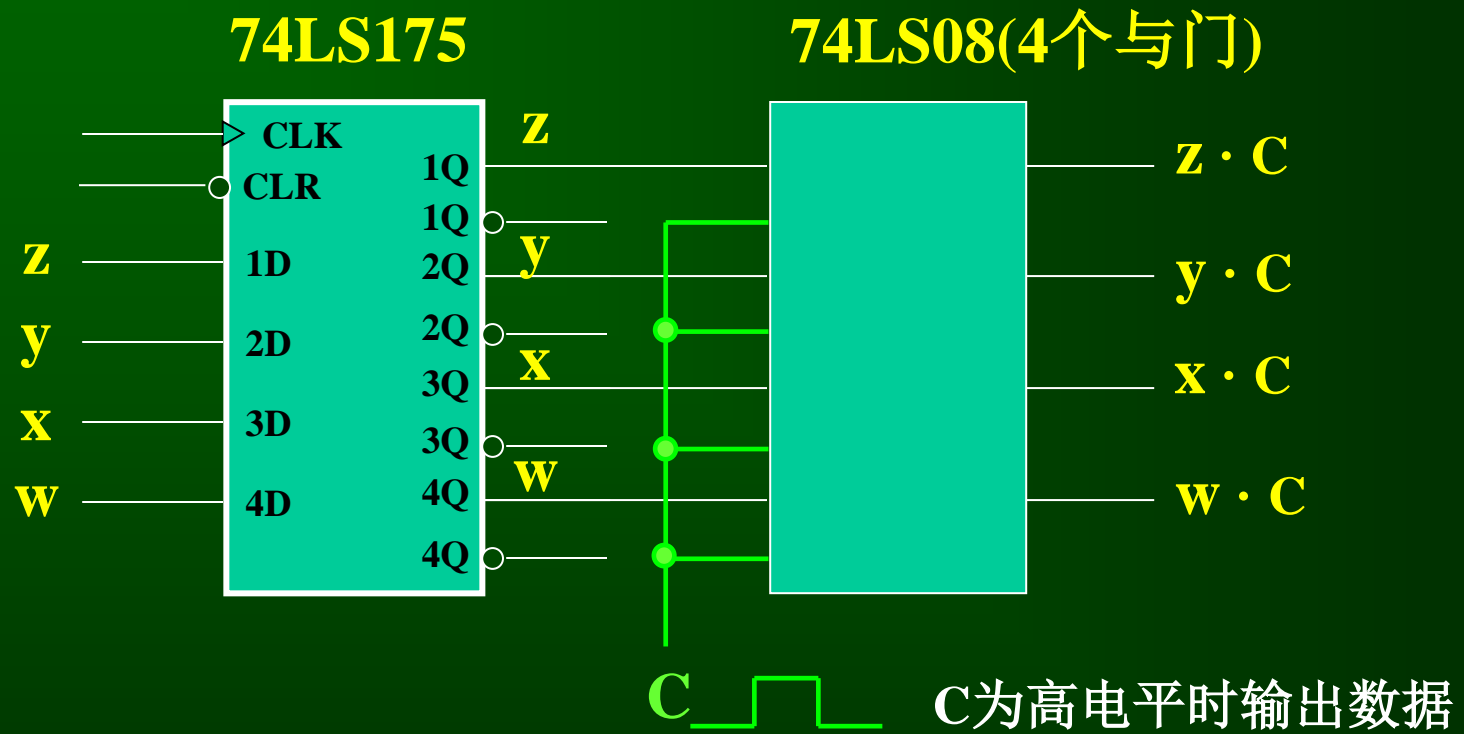 74LS175
74LS08(4个与门)
CLK
CLR
z
1D
y
2D
x
3D
w
4D
1Q
z
1Q
2Q
y
2Q
3Q
x
3Q
4Q
w
4Q
z · C
y · C
x · C
w · C
C
C为高电平时输出数据